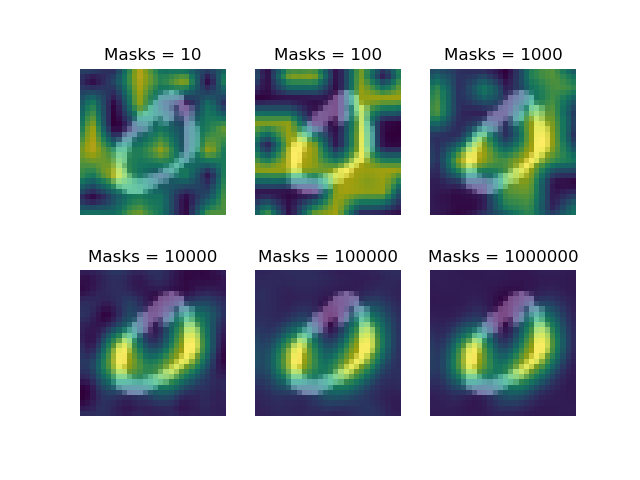 Masks = 10
Masks = 100
Masks = 1000
Masks = 10000
Masks = 100000
Masks = 1000000